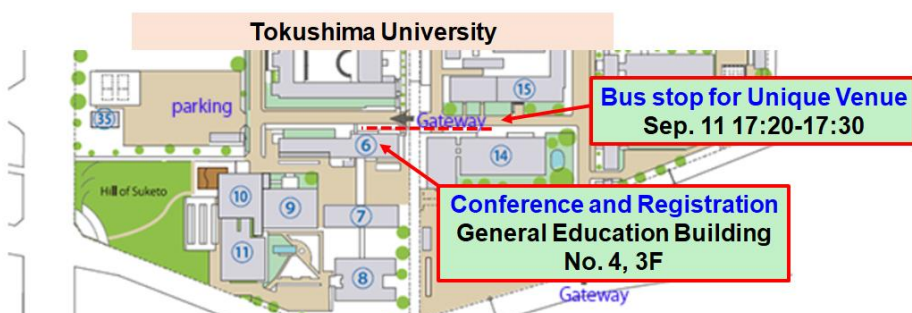 Tokushima University
15
35
parking
Gateway
Bus stop for Unique Venue
Sep. 11 17:20-17:30
6
14
Hill of Suketo
10
9
7
Conference and Registration
General Education Building
No. 4, 3F
11
8
Gateway